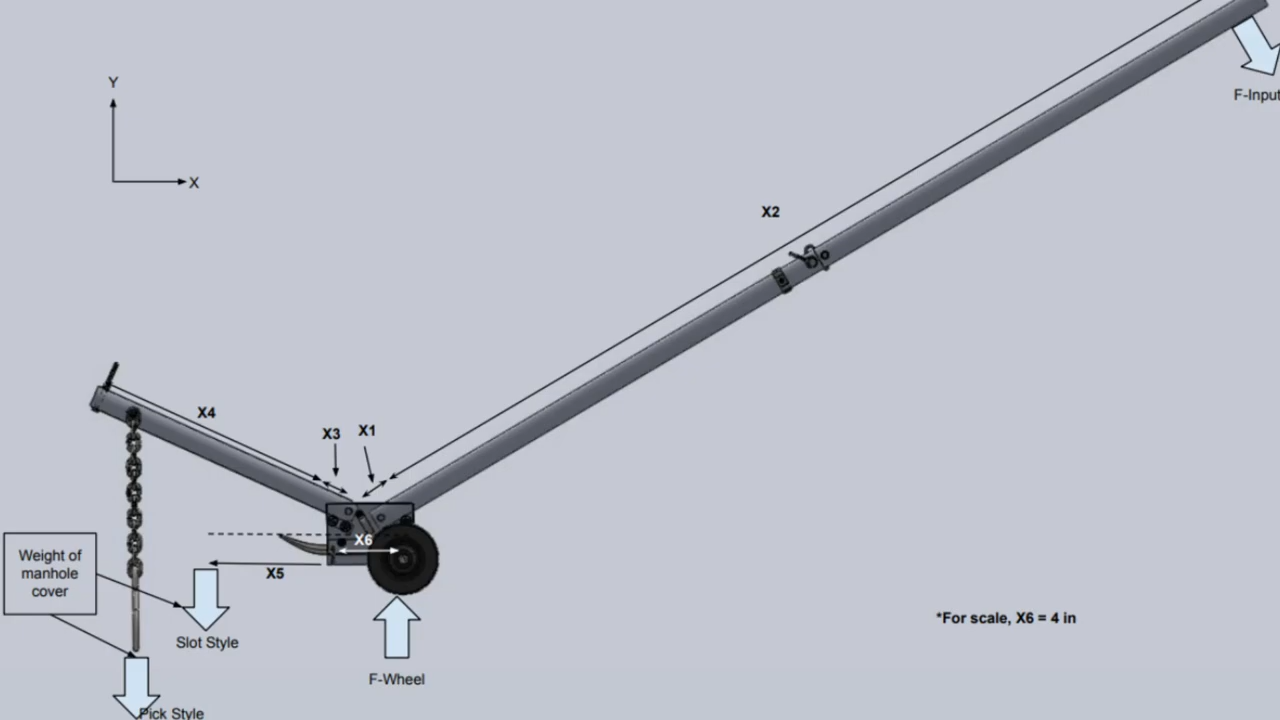 Y
X
F-Input
X2
X4
X3
X1
X6
X5
Weight of
manhole
cover
Slot Style
*For scale, X6 = 4 in
F-Wheel
Pick Style